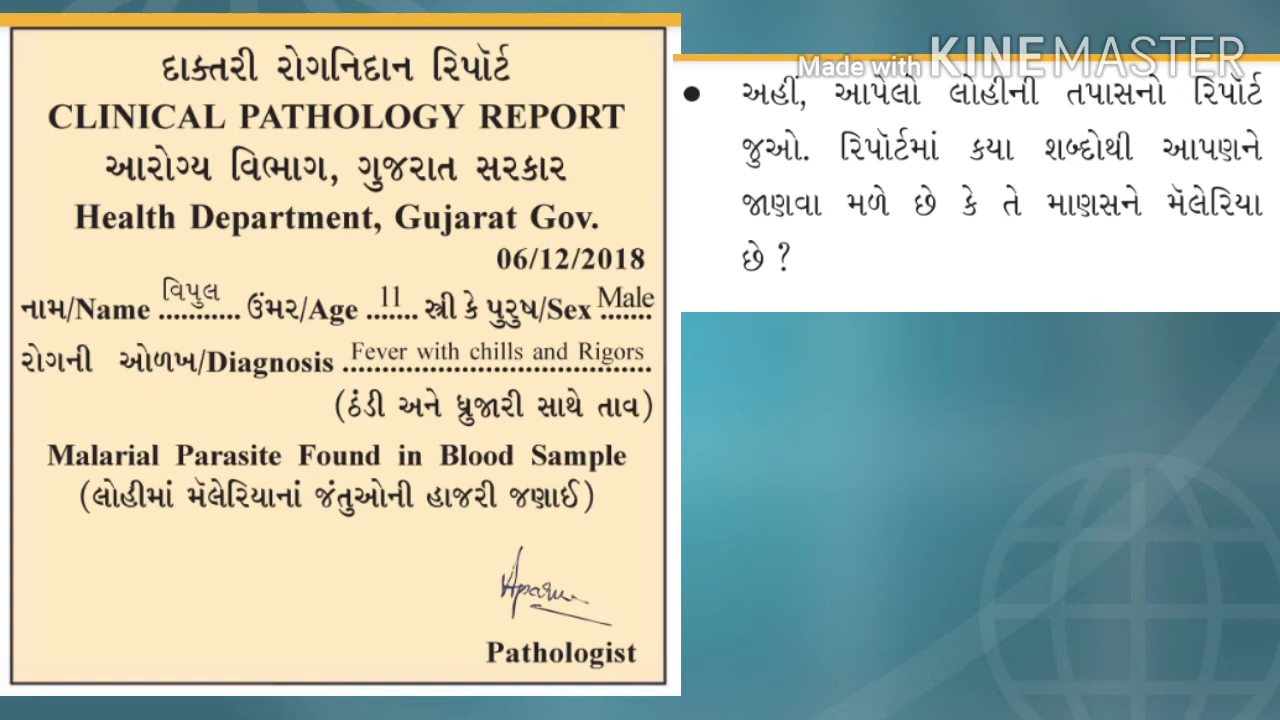 દાક્તરી રોગનિદાન રિપૉર્ટ
CLINICAL PATHOLOGY REPORT
આરોગ્ય વિભાગ, ગુજરાત સરકાર
Health Department, Gujarat Gov.
06/12/2018
નામ/Name વિપુલ ઉંમર/Age 11 સ્ત્રી કે પુરુષ/Sex Male
રોગની ઓળખ/Diagnosis Fever with chills and Rigors
(ઠંડી અને ધ્રુજારી સાથે તાવ)
Malarial Parasite Found in Blood Sample
(લોહીમાં મૅલેરિયાનાં જંતુઓની હાજરી જણાઈ)
Pathologist
Made with KINEMASTER
● અહીં, આપેલો લોહીની તપાસનો રિપૉર્ટ
જુઓ. રિપૉર્ટમાં કયા શબ્દોથી આપણને
જાણવા મળે છે કે તે માણસને મૅલેરિયા
છે ?